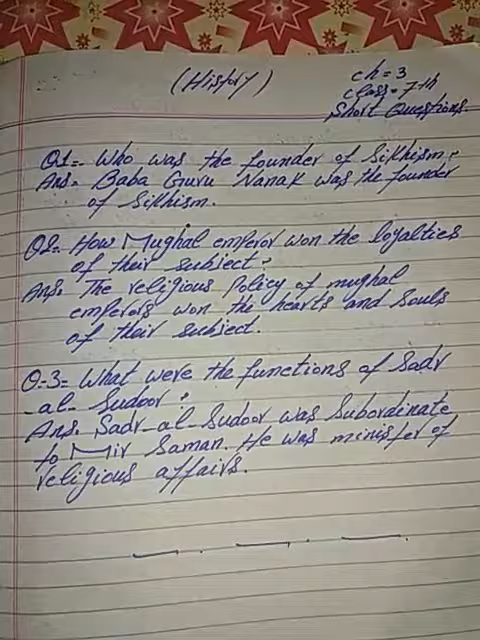 (History)
ch = 3
class = 7th
Short Questions.
Q1=- Who was the founder of Sikhism?
Ans. Baba Guru Nanak was the founder
of Sikhism.
Q2=. How Mughal emperor won the loyalties
of their subject?
Ans. The religious Policy of mughal
emperors won the hearts and souls
of their subject.
Q-3= What were the functions of Sadr
-al- Sudoor?
Ans. Sadr-al-Sudoor was Subordinate
to Mir Saman. He was minister of
religious affairs.